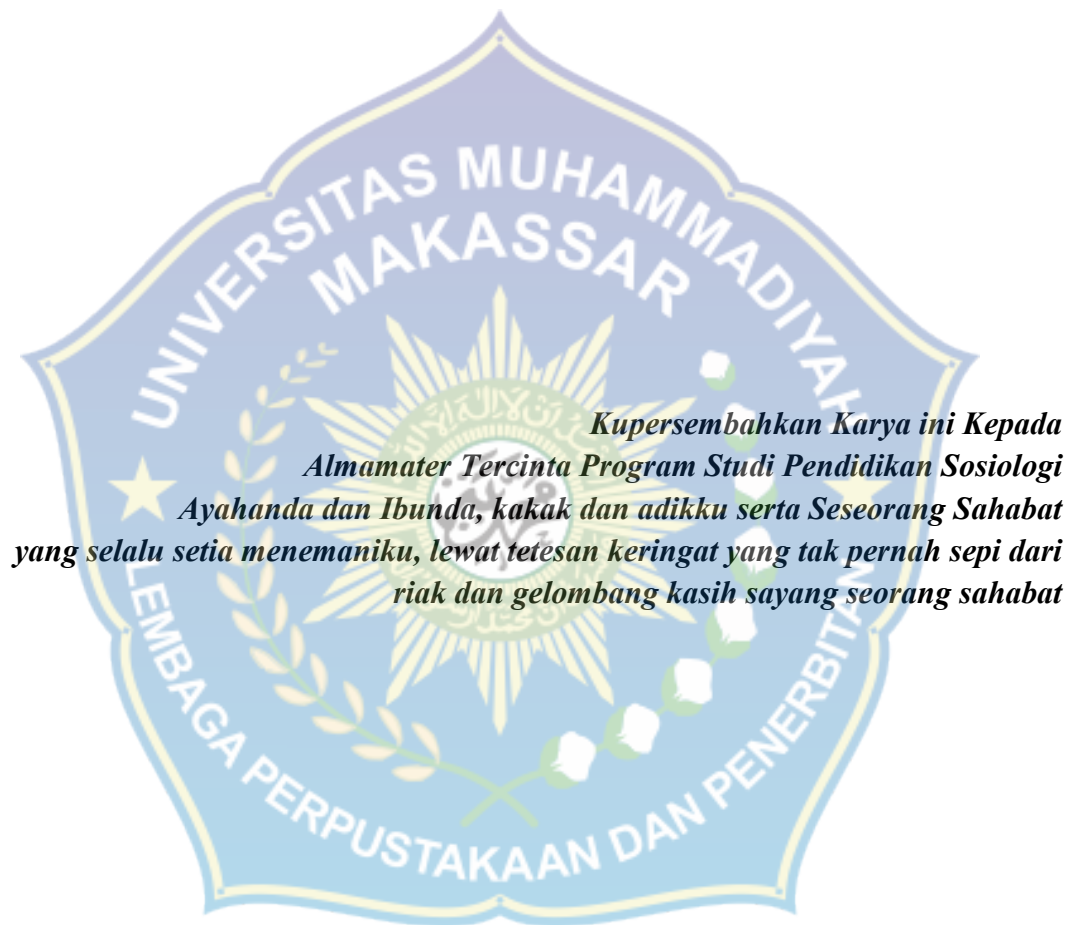 UNIVERSITAS MUHAMMADIYAH
MAKASSAR
Kupersembahkan Karya ini Kepada
Almamater Tercinta Program Studi Pendidikan Sosiologi
Ayahanda dan Ibunda, kakak dan adikku serta Seseorang Sahabat
yang selalu setia menemaniku, lewat tetesan keringat yang tak pernah sepi dari
riak dan gelombang kasih sayang seorang sahabat
LEMBAGA PERPUSTAKAAN DAN PENERBITAN